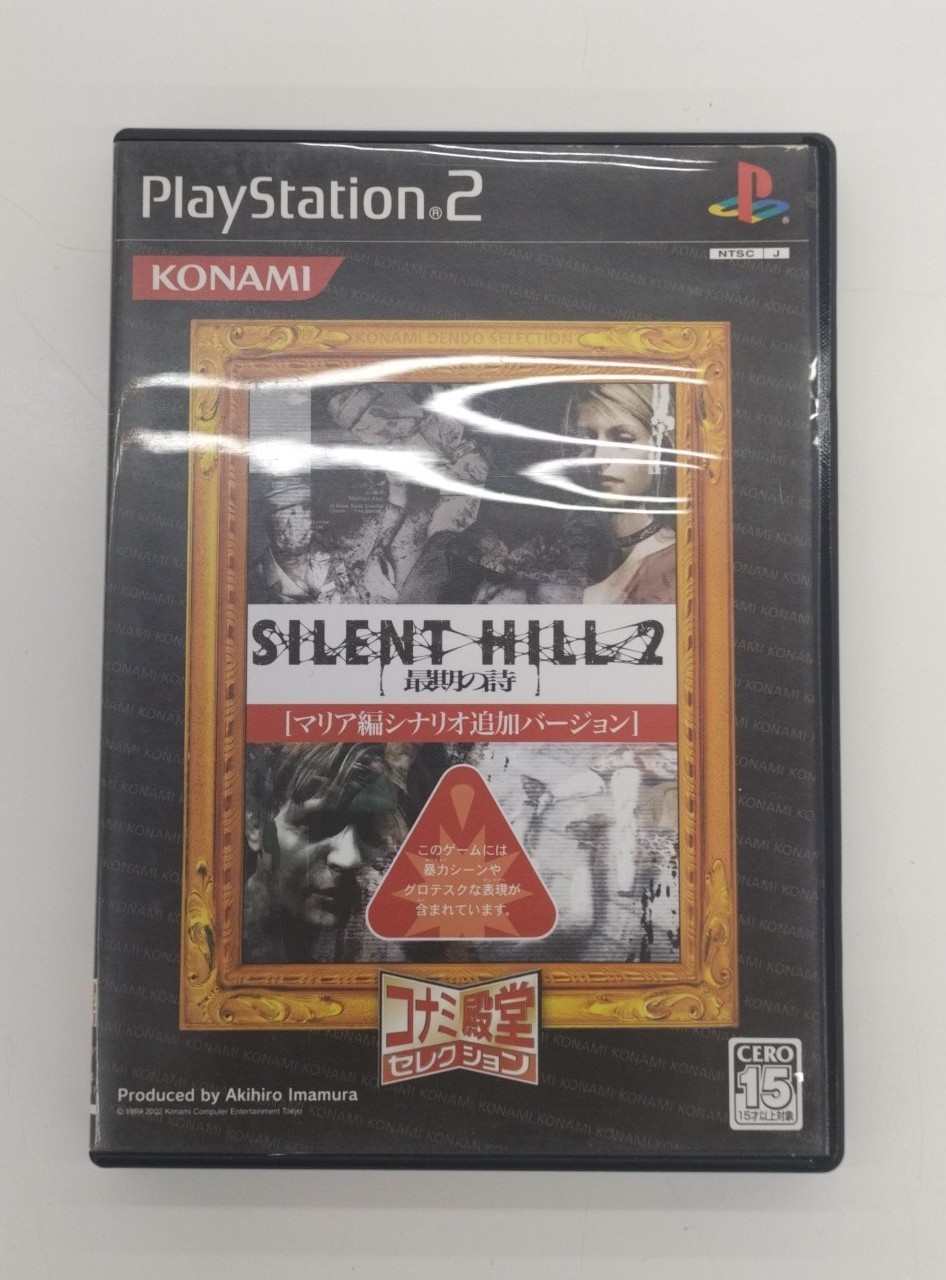 PlayStation®2
NTSC J
KONAMI
KONAMI DENDO SELECTION
SILENT HILL 2
最期の詩
[マリア編シナリオ追加バージョン]
このゲームには
暴力シーンや
グロテスクな表現が
含まれています。
コナミ殿堂
セレクション
Produced by Akihiro Imamura
© 1999 2002 Konami Computer Entertainment Tokyo
CERO
15
15才以上対象